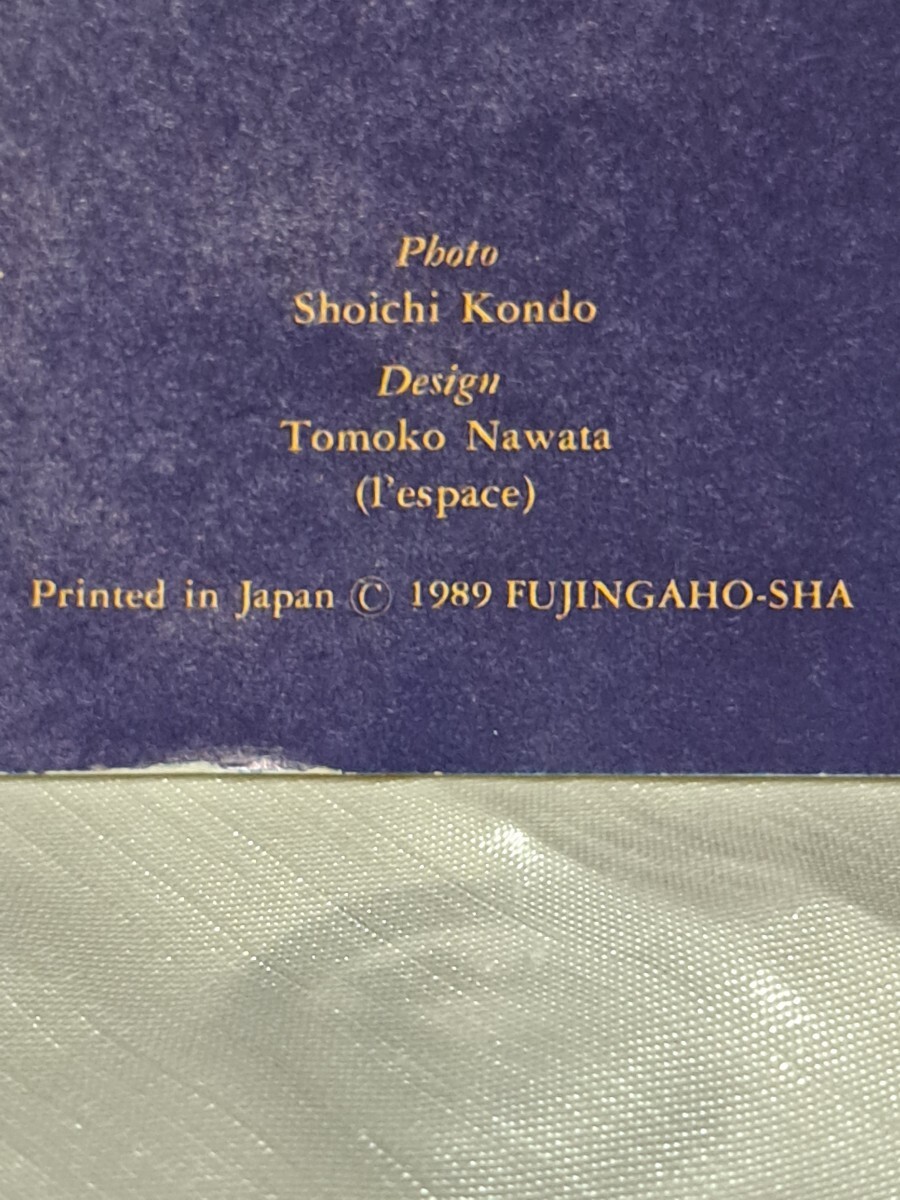 Photo
Shoichi Kondo
Design
Tomoko Nawata
(l'espace)
Printed in Japan © 1989 FUJINGAHO-SHA